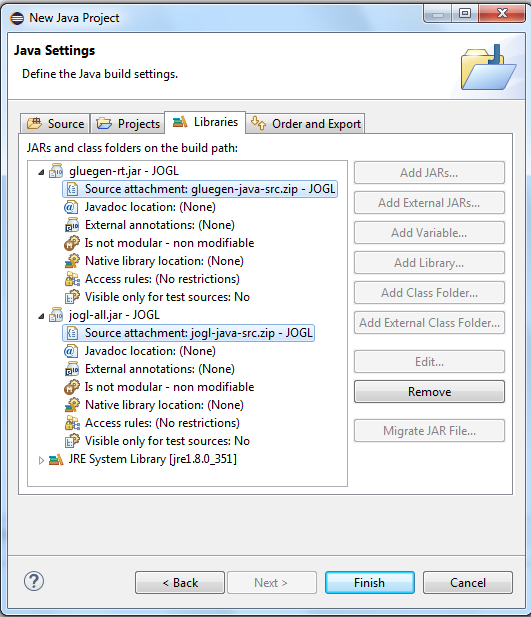 New Java Project
Java Settings
Define the Java build settings.
Source
Projects
Libraries
Order and Export
JARs and class folders on the build path:
gluegen-rt.jar - JOGL
Source attachment: gluegen-java-src.zip - JOGL
Javadoc location: (None)
External annotations: (None)
Is not modular - non modifiable
Native library location: (None)
Access rules: (No restrictions)
Visible only for test sources: No
jogl-all.jar - JOGL
Source attachment: jogl-java-src.zip - JOGL
Javadoc location: (None)
External annotations: (None)
Is not modular - non modifiable
Native library location: (None)
Access rules: (No restrictions)
Visible only for test sources: No
JRE System Library [jre1.8.0_351]
Add JARs...
Add External JARs...
Add Variable...
Add Library...
Add Class Folder...
Add External Class Folder...
Edit...
Remove
Migrate JAR File...
?
< Back
Next >
Finish
Cancel